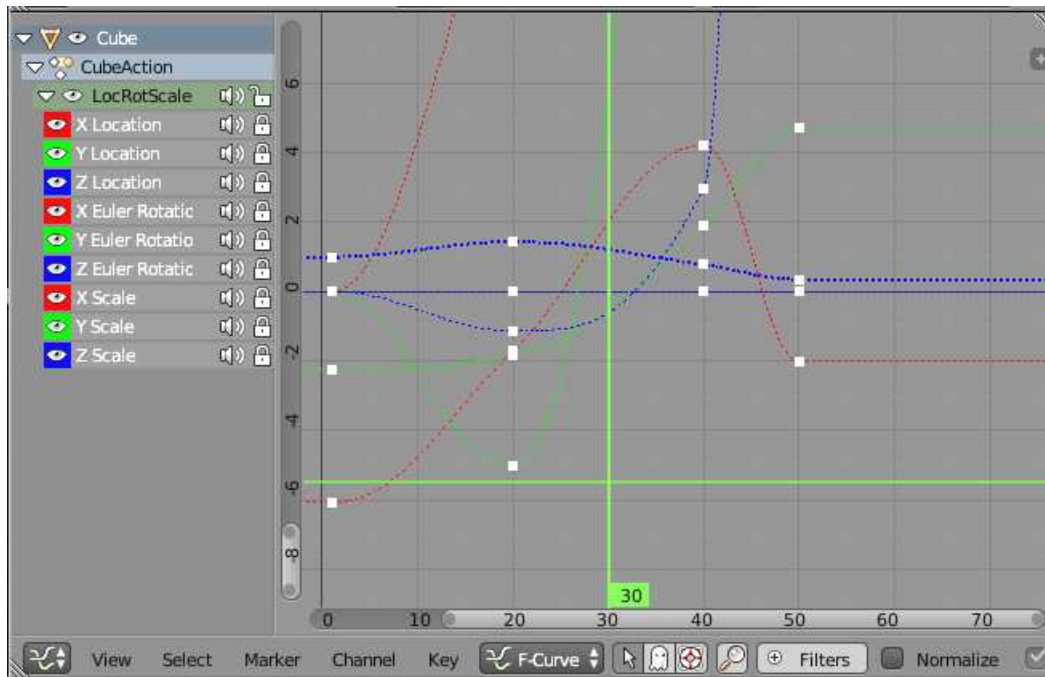 Cube
CubeAction
LocRotScale
X Location
Y Location
Z Location
X Euler Rotatic
Y Euler Rotatio
Z Euler Rotatic
X Scale
Y Scale
Z Scale
6
4
2
0
-2
-4
-6
-8
30
0 10 20 30 40 50 60 70
View Select Marker Channel Key F-Curve Filters Normalize